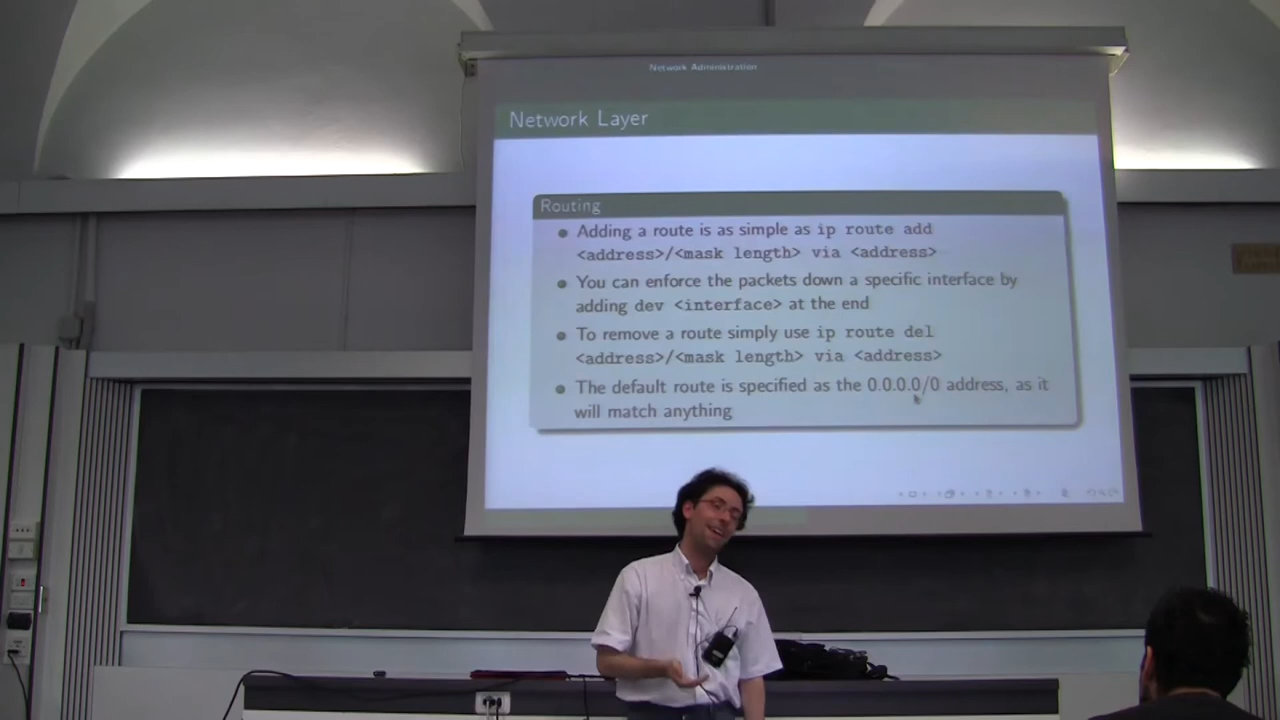 Network Administration
Network Layer
Routing
Adding a route is as simple as ip route add
<address>/<mask length> via <address>
You can enforce the packets down a specific interface by
adding dev <interface> at the end
To remove a route simply use ip route del
<address>/<mask length> via <address>
The default route is specified as the 0.0.0.0/0 address, as it
will match anything